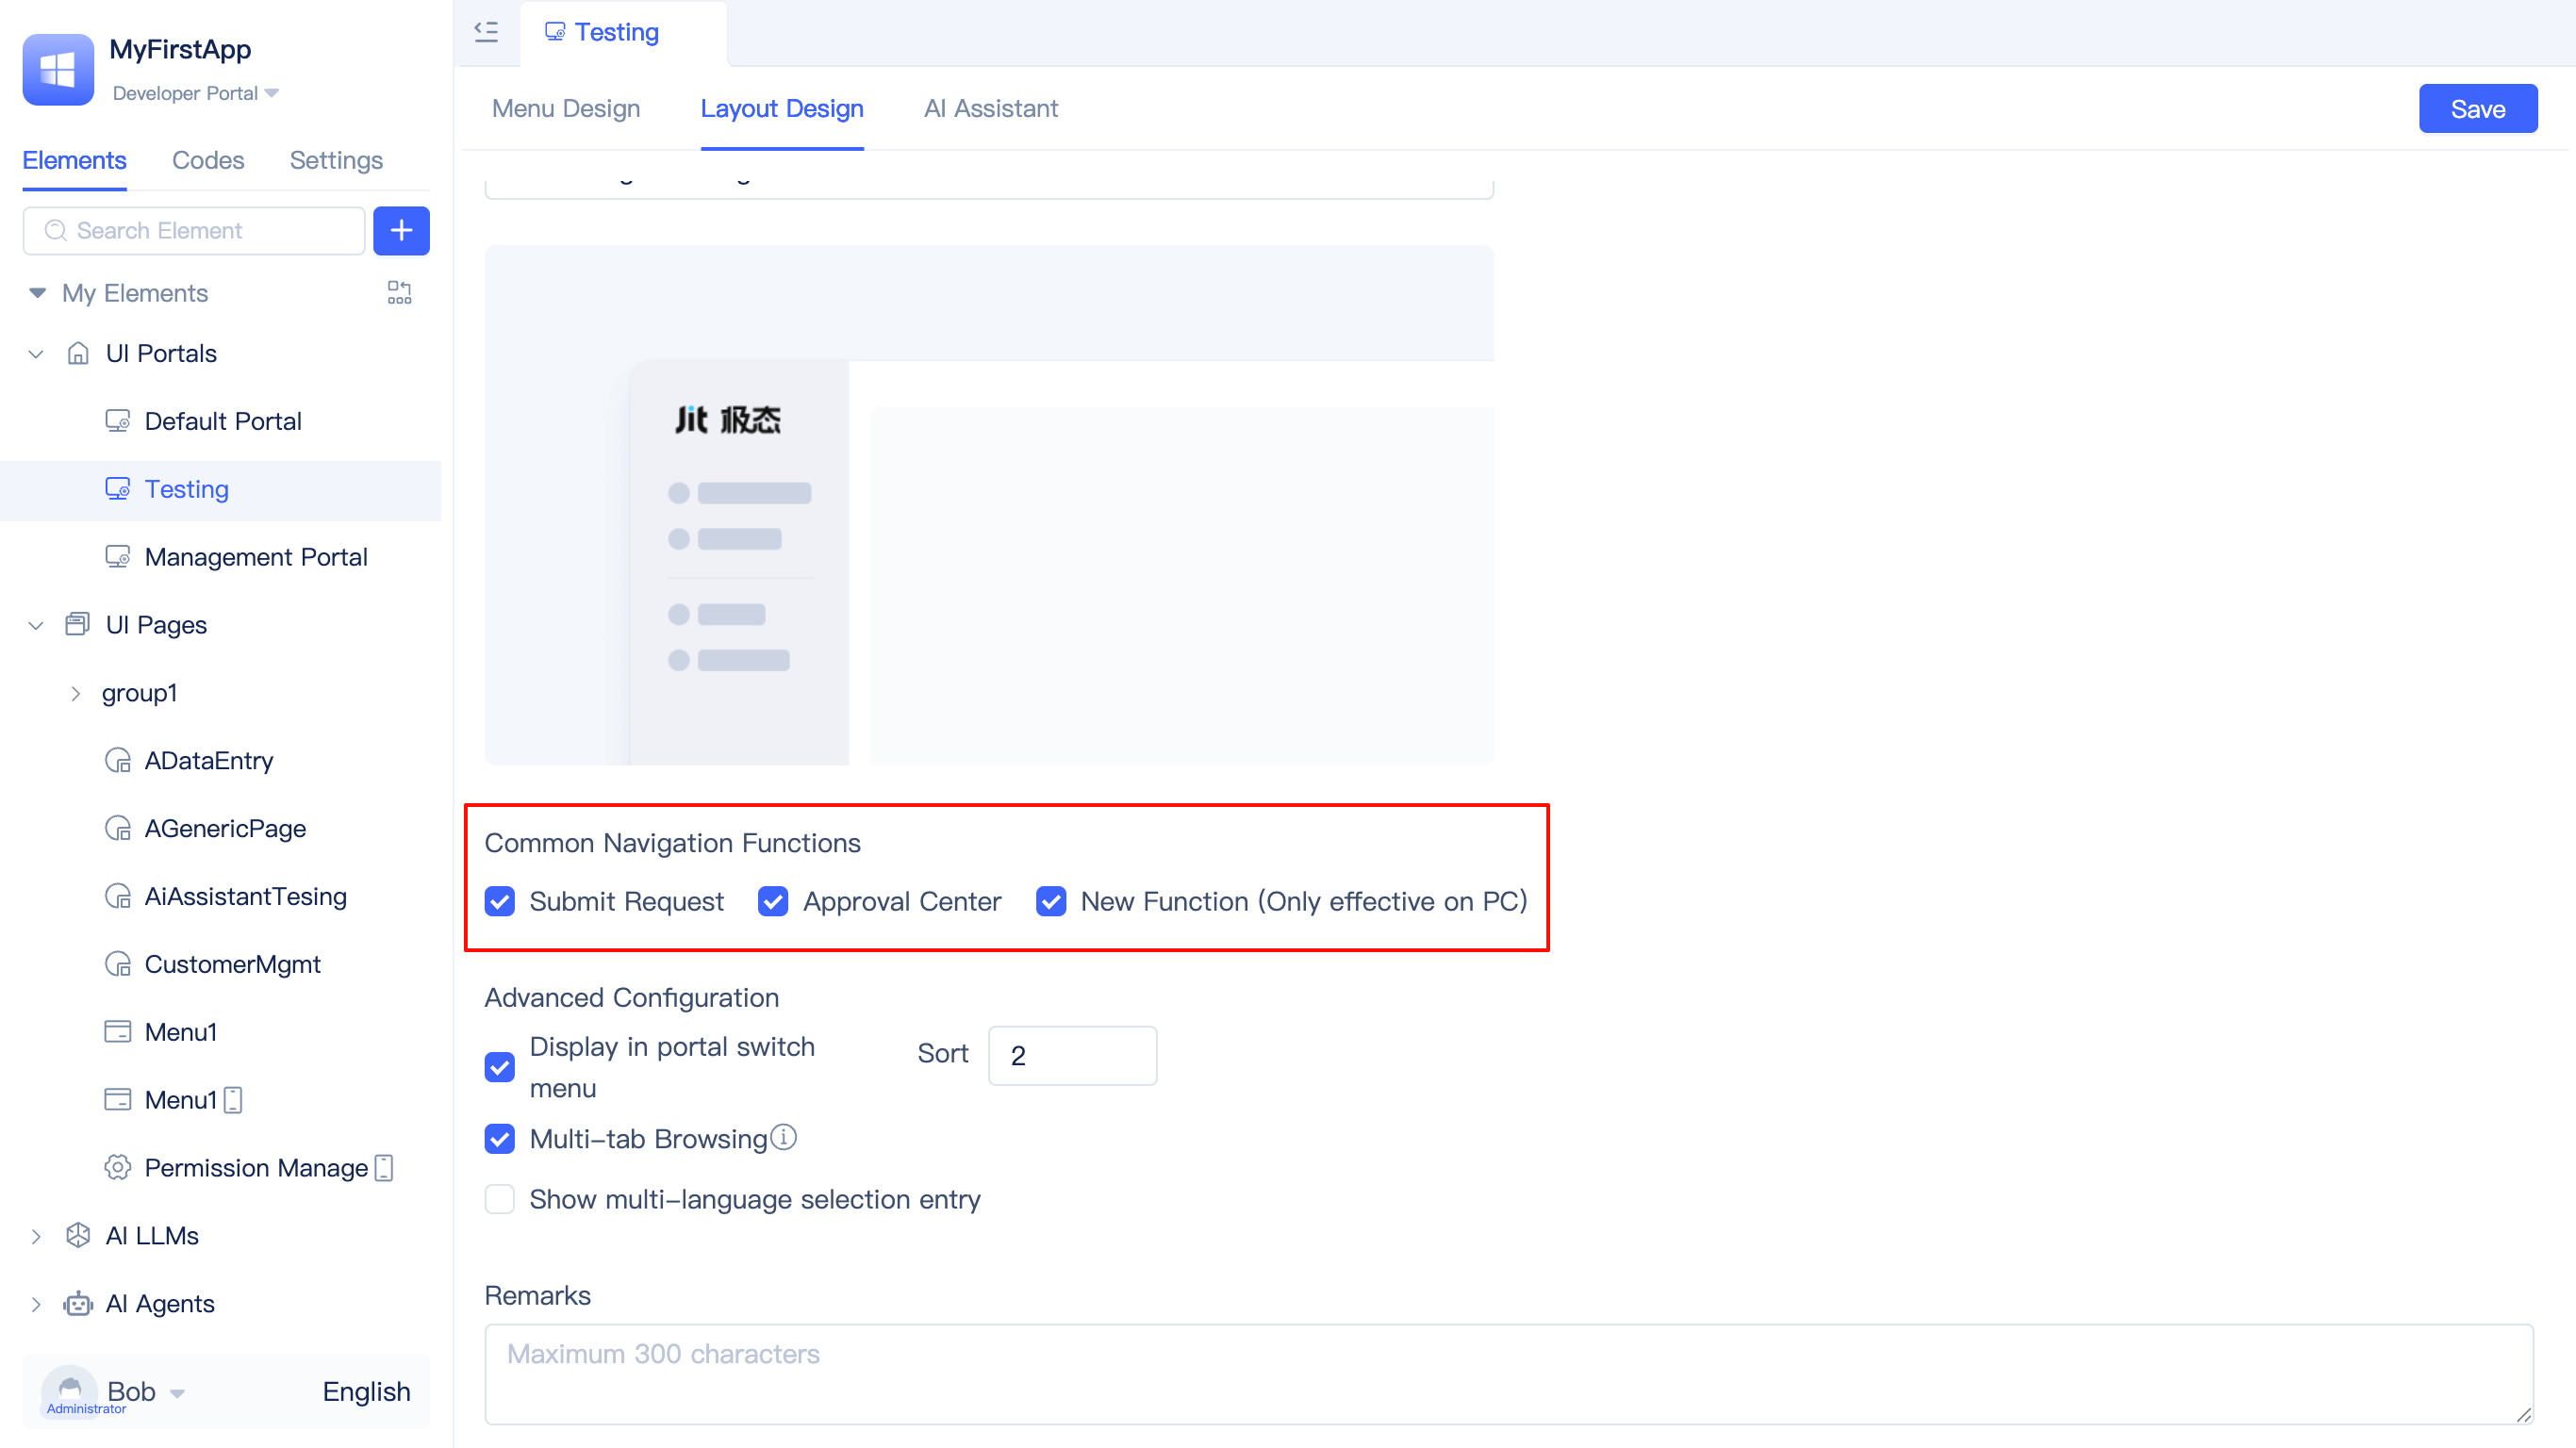 MyFirstApp
Developer Portal
Elements Codes Settings
Search Element
My Elements
UI Portals
Default Portal
Testing
Management Portal
UI Pages
group1
ADataEntry
AGenericPage
AiAssistantTesing
CustomerMgmt
Menu1
Menu1
Permission Manage
AI LLMs
AI Agents
Bob
Administrator
English
Testing
Menu Design Layout Design AI Assistant
Save
Jit 极态
Common Navigation Functions
Submit Request Approval Center New Function (Only effective on PC)
Advanced Configuration
Display in portal switch
menu
Sort 2
Multi-tab Browsing
Show multi-language selection entry
Remarks
Maximum 300 characters